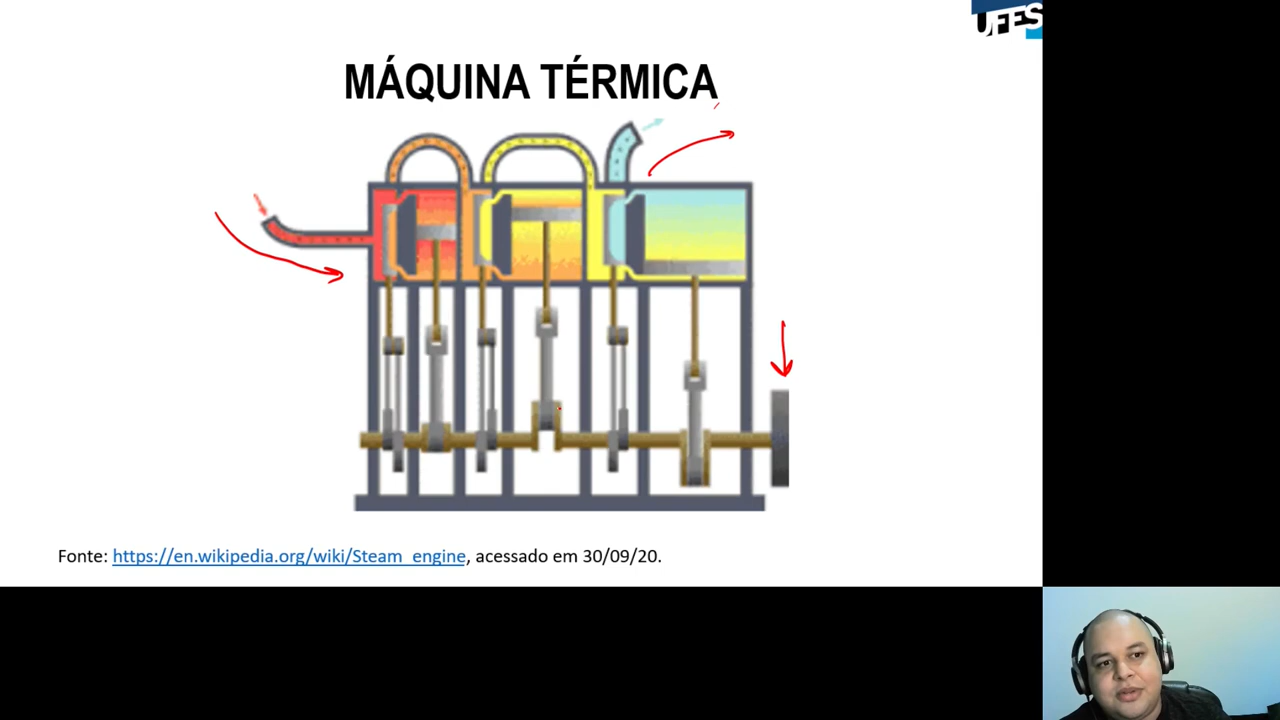 UFES
MÁQUINA TÉRMICA
Fonte: https://en.wikipedia.org/wiki/Steam_engine, acessado em 30/09/20.